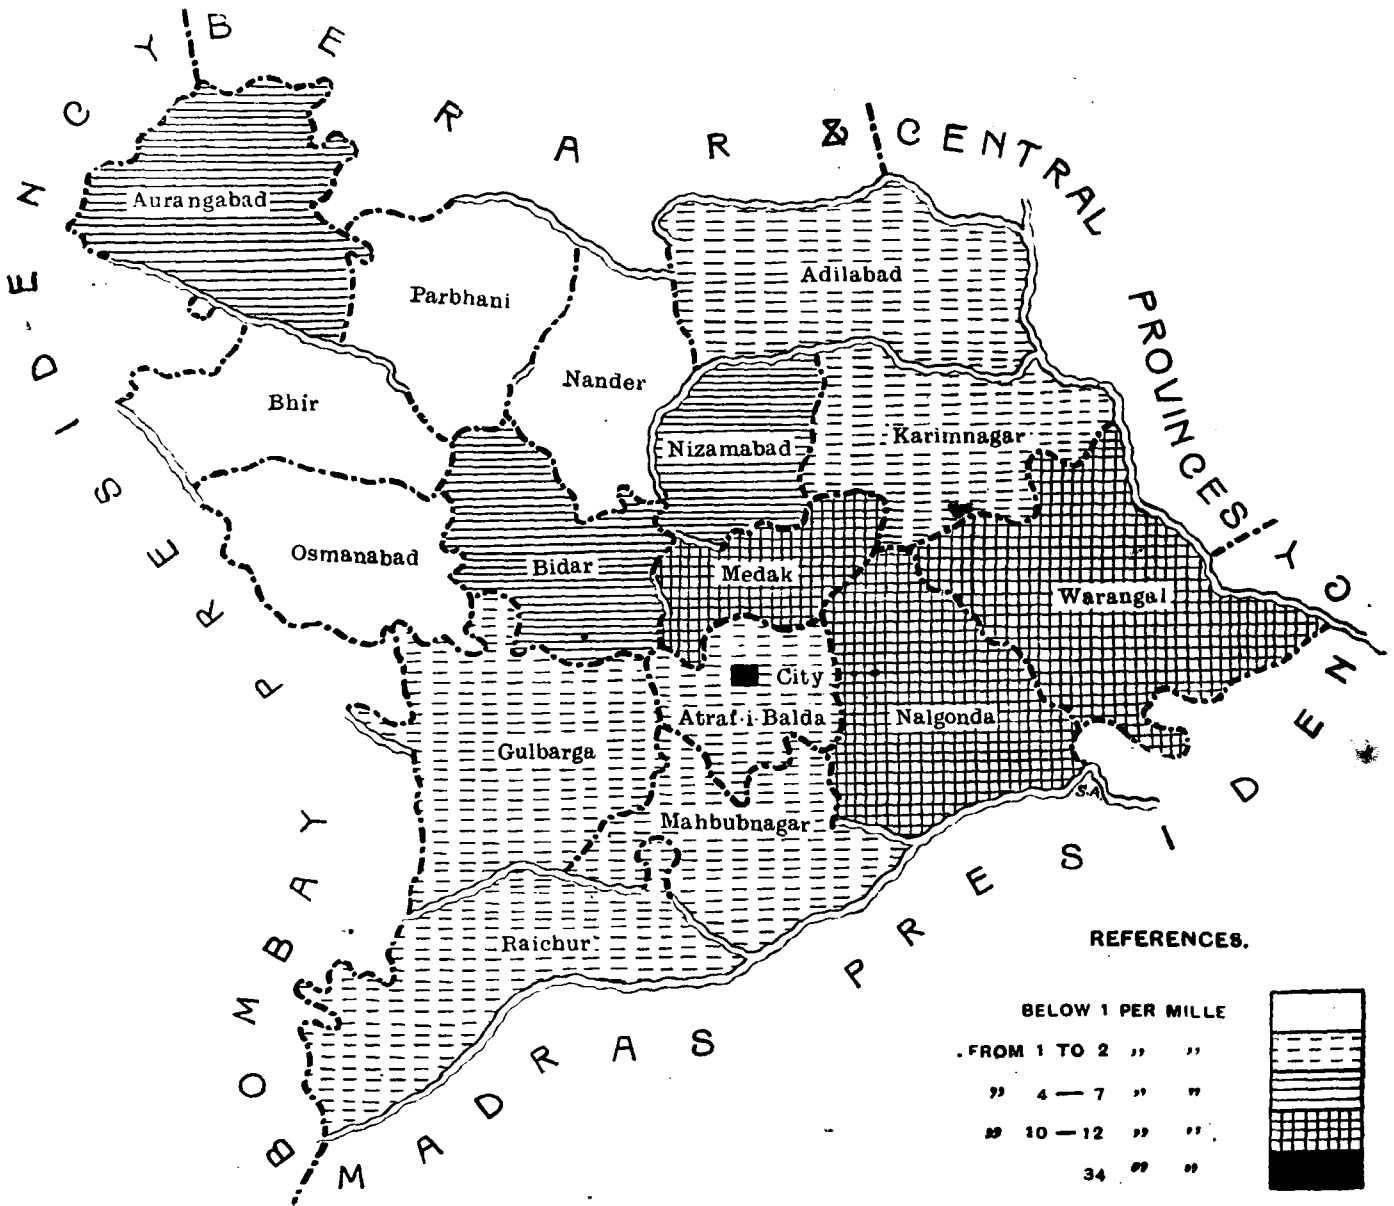 BERAR & CENTRAL PROVINCES
BOMBAY PRESIDENCY
MADRAS PRESIDENCY
Aurangabad
Parbhani
Adilabad
Nander
Bhir
Nizamabad
Karimnagar
Osmanabad
Bidar
Medak
Warangal
City
Atraf-i-Balda
Nalgonda
Gulbarga
S.A.
Mahbubnagar
Raichur
REFERENCES.
BELOW 1 PER MILLE
FROM 1 TO 2 " "
" 4 — 7 " "
" 10 — 12 " "
34 " "